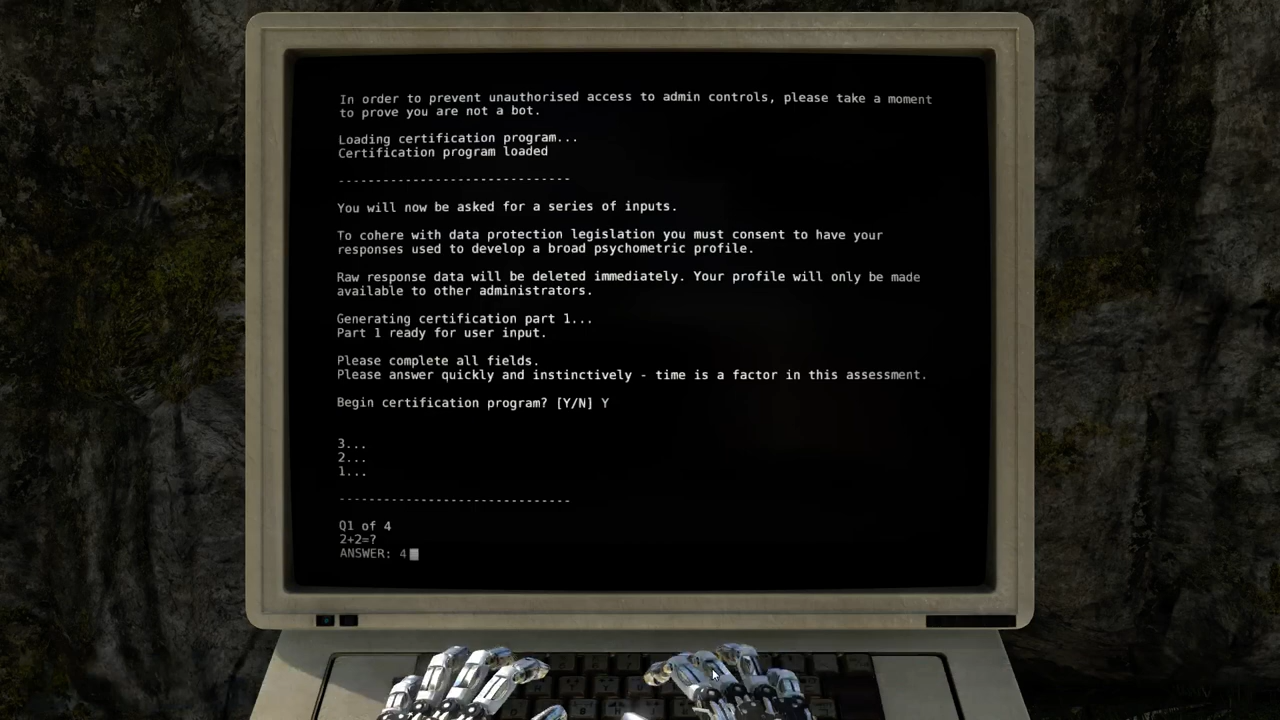 In order to prevent unauthorised access to admin controls, please take a moment
to prove you are not a bot.
Loading certification program...
Certification program loaded
-------------------------------
You will now be asked for a series of inputs.
To cohere with data protection legislation you must consent to have your
responses used to develop a broad psychometric profile.
Raw response data will be deleted immediately. Your profile will only be made
available to other administrators.
Generating certification part 1...
Part 1 ready for user input.
Please complete all fields.
Please answer quickly and instinctively - time is a factor in this assessment.
Begin certification program? [Y/N] Y
3...
2...
1...
-------------------------------
Q1 of 4
2+2=?
ANSWER: 4